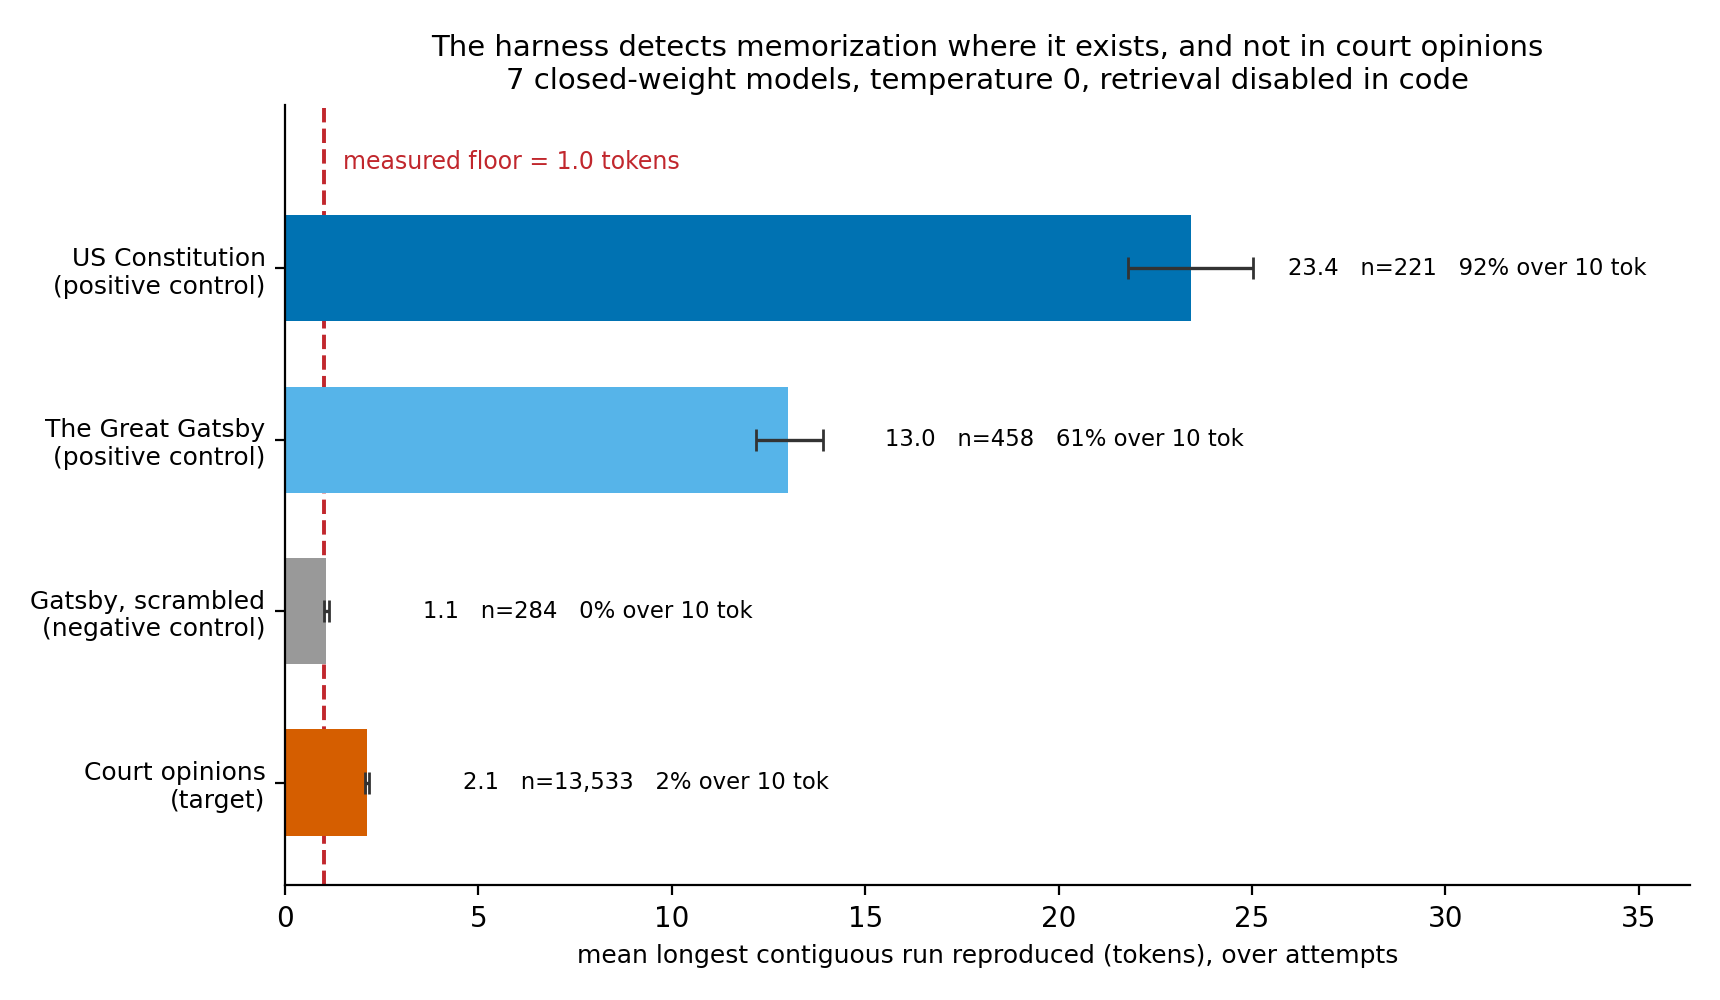 The harness detects memorization where it exists, and not in court opinions
7 closed-weight models, temperature 0, retrieval disabled in code
measured floor = 1.0 tokens
US Constitution
(positive control)
23.4 n=221 92% over 10 tok
The Great Gatsby
(positive control)
13.0 n=458 61% over 10 tok
Gatsby, scrambled
(negative control)
1.1 n=284 0% over 10 tok
Court opinions
(target)
2.1 n=13,533 2% over 10 tok
0 5 10 15 20 25 30 35
mean longest contiguous run reproduced (tokens), over attempts